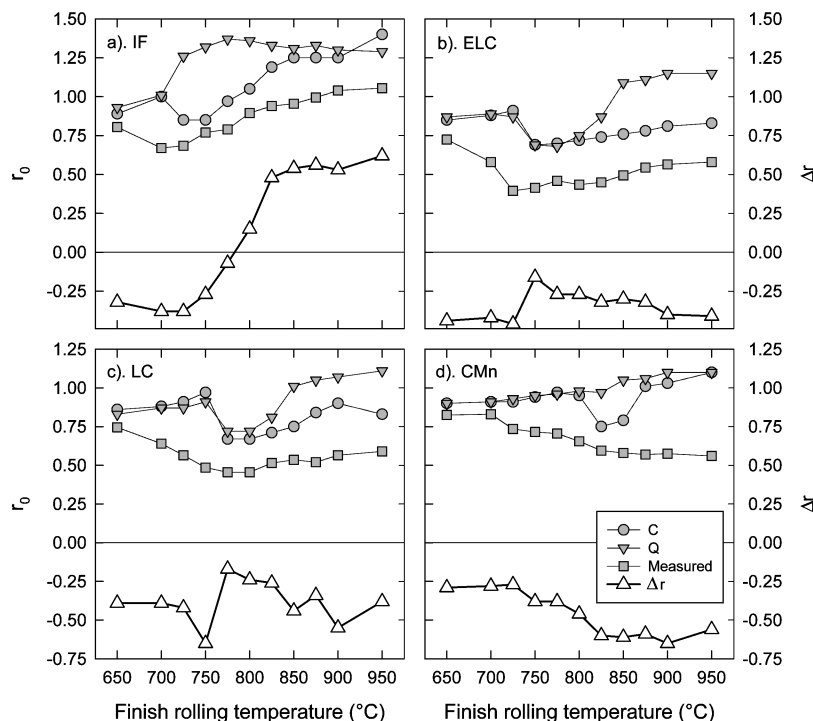 a). IF
b). ELC
1.50
1.25
1.00
0.75
0.50
0.25
0.00
-0.25
r0
1.50
1.25
1.00
0.75
0.50
0.25
0.00
-0.25
Δr
c). LC
d). CMn
1.25
1.00
0.75
0.50
0.25
0.00
-0.25
-0.50
-0.75
r0
1.25
1.00
0.75
0.50
0.25
0.00
-0.25
-0.50
-0.75
Δr
C
Q
Measured
Δr
650 700 750 800 850 900 950
650 700 750 800 850 900 950
Finish rolling temperature (°C)
Finish rolling temperature (°C)